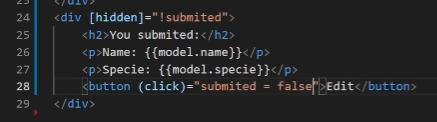 23 </div>
24 <div [hidden]="!submited">
25 <h2>You submited:</h2>
26 <p>Name: {{model.name}}</p>
27 <p>Specie: {{model.specie}}</p>
28 <button (click)="submited = false">Edit</button>
29 </div>